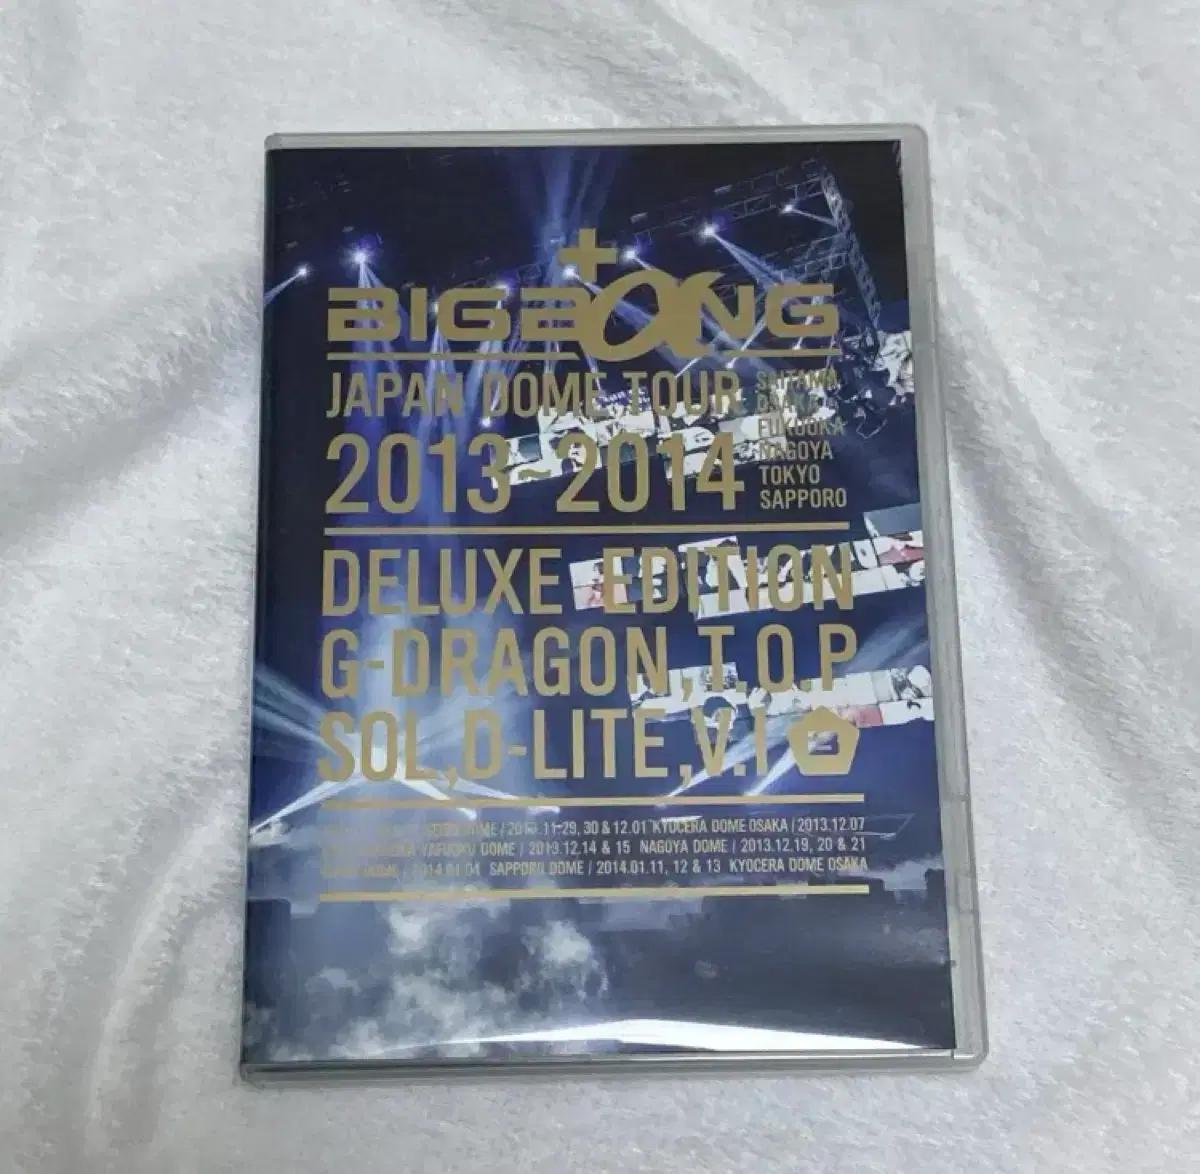 BIGBANG
+α
JAPAN DOME TOUR
2013~2014
SAITAMA
OSAKA
FUKUOKA
NAGOYA
TOKYO
SAPPORO
DELUXE EDITION
G-DRAGON,T.O.P
SOL,D-LITE,V.I
B
DOME / 2013.11.29, 30 & 12.01 KYOCERA DOME OSAKA / 2013.12.07
YAFUOKU DOME / 2013.12.14 & 15 NAGOYA DOME / 2013.12.19, 20 & 21
/ 2014.01.04 SAPPORO DOME / 2014.01.11, 12 & 13 KYOCERA DOME OSAKA